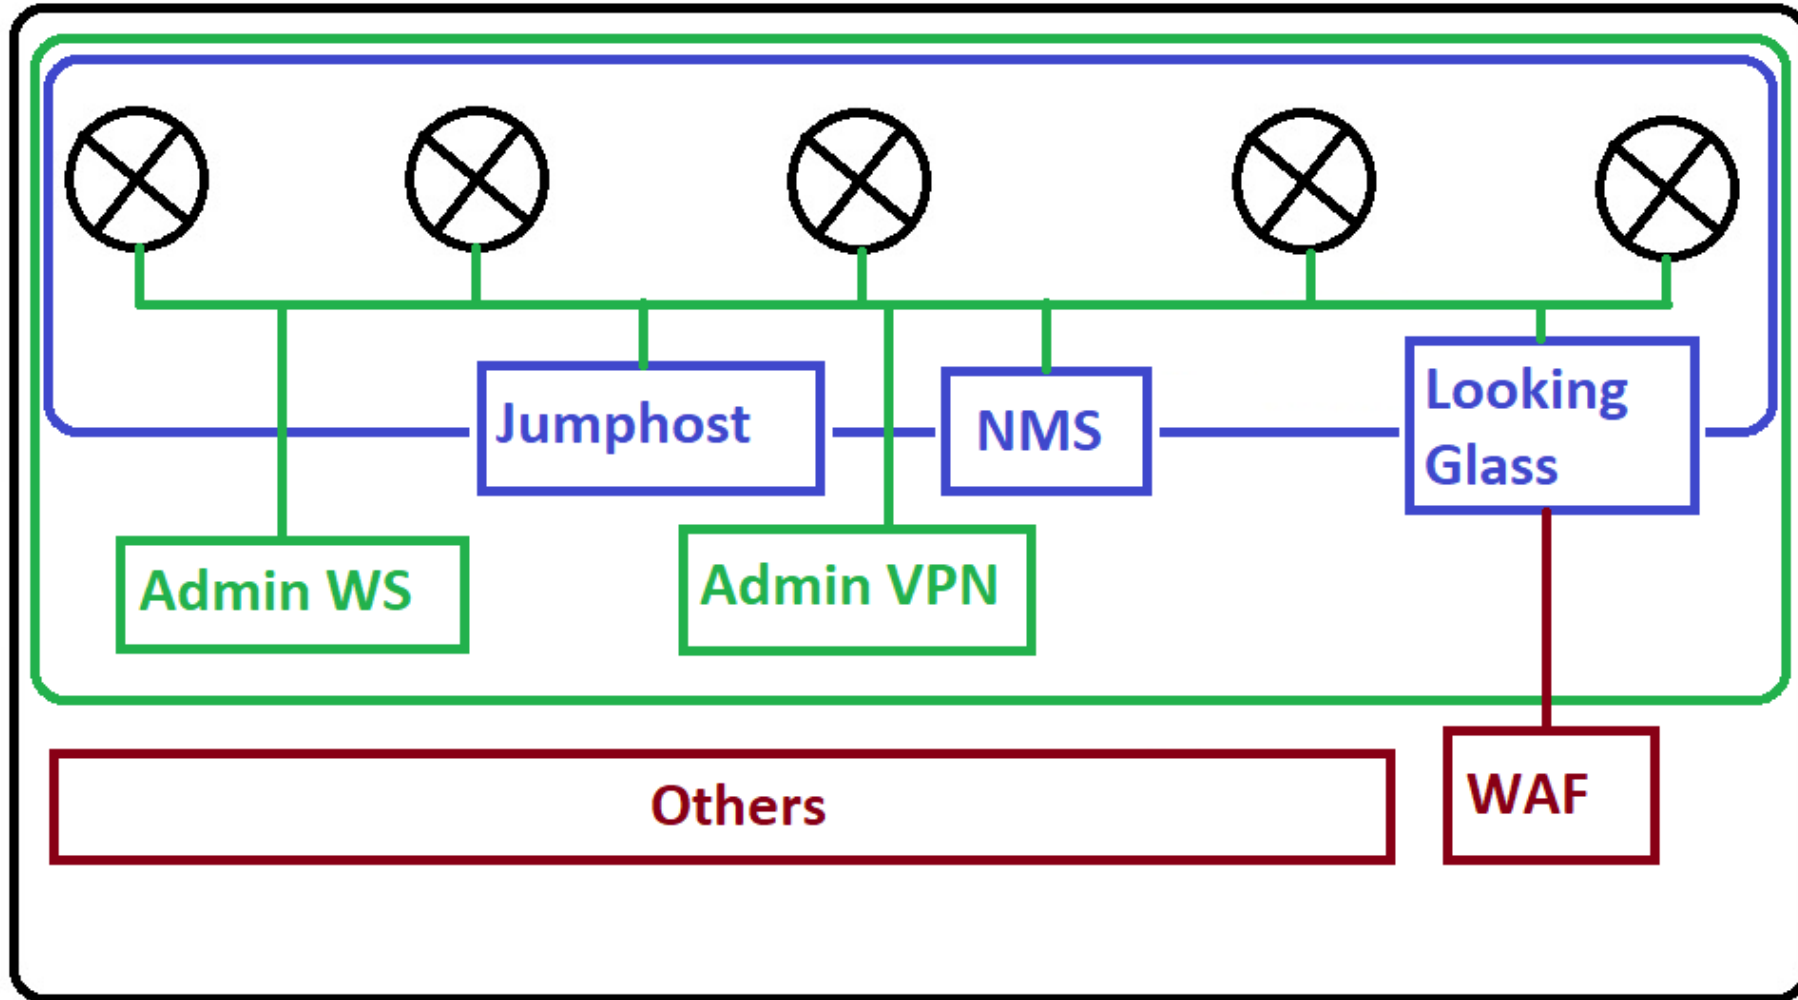 Jumphost
NMS
Looking
Glass
Admin WS
Admin VPN
Others
WAF